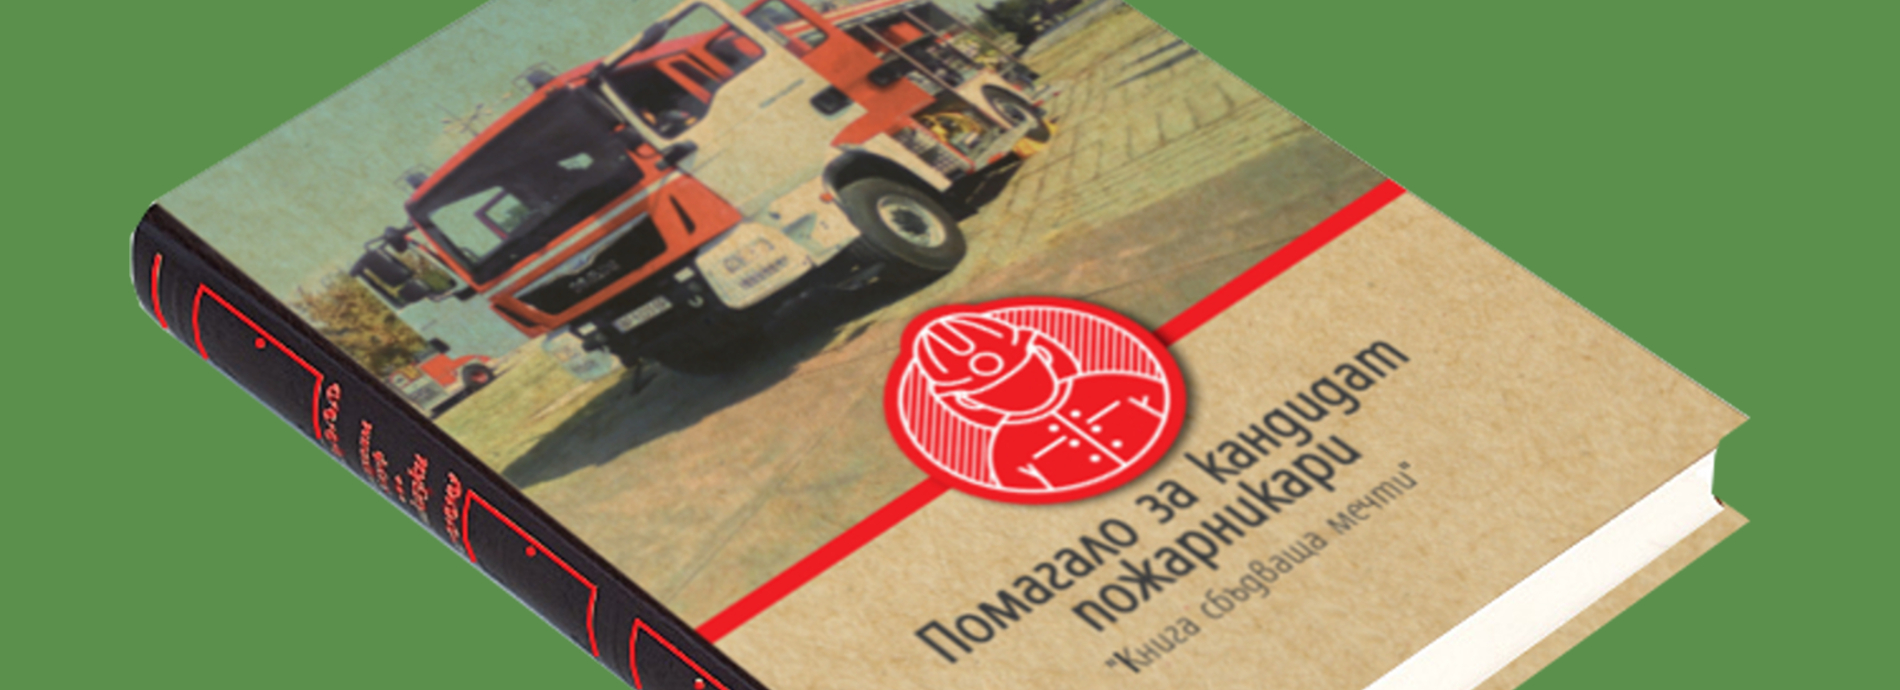 Помагало за кандидат
пожарникари
"Книга сбъдваща мечти"